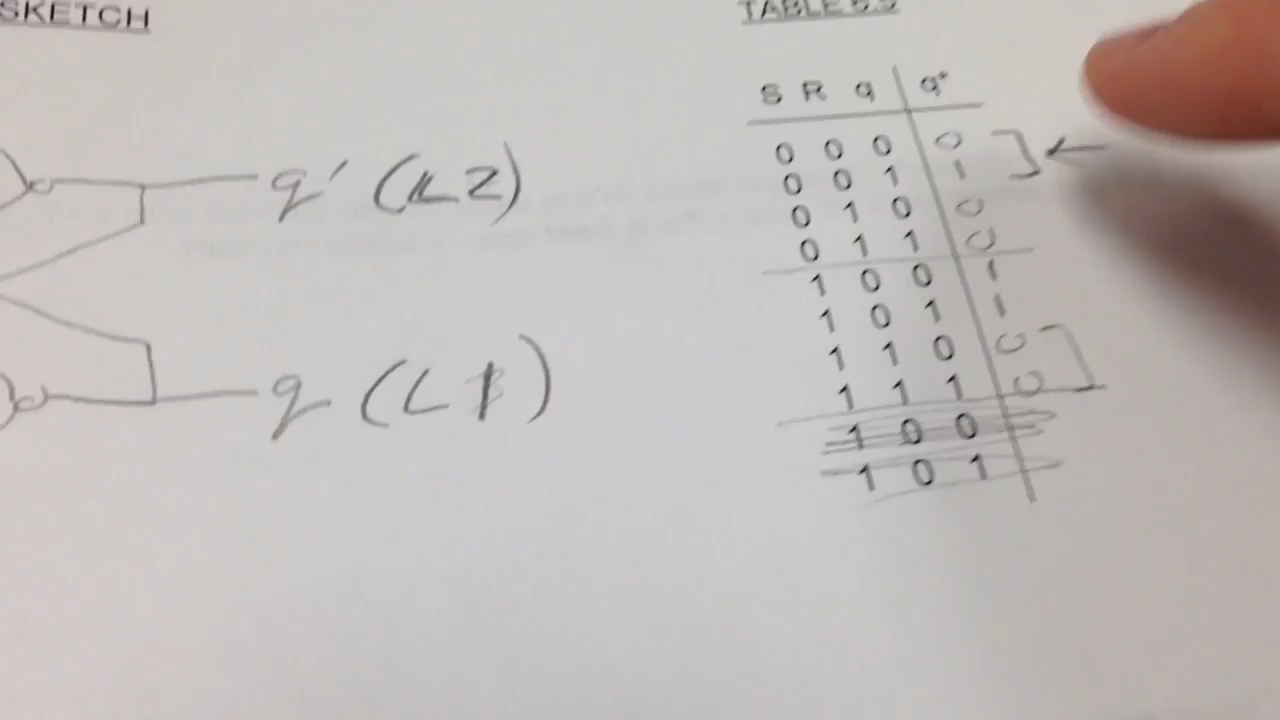 SKETCH
TABLE 5.5
S R q q*
0 0 0 0
0 0 1 1
0 1 0 0
0 1 1 0
1 0 0 1
1 0 1 1
1 1 0 0
1 1 1 0
1 0 0
1 0 1
q' (L2)
q (L1)